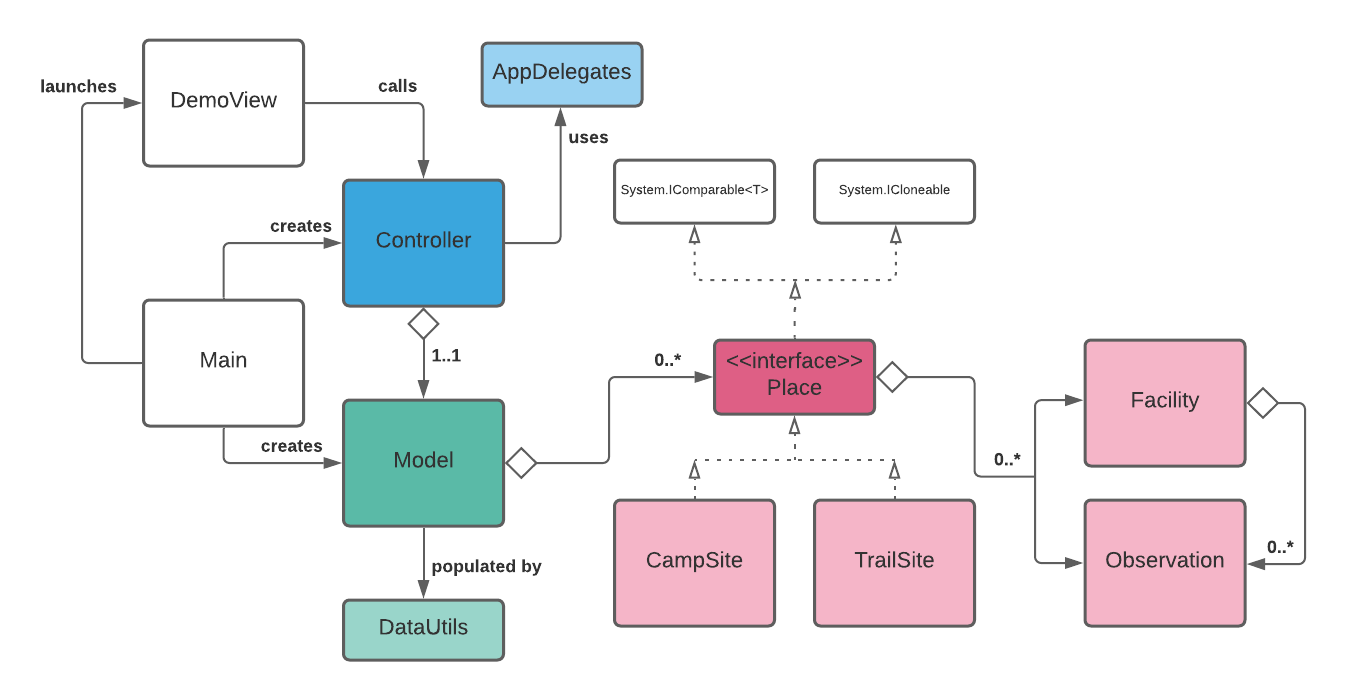 launches
DemoView
calls
AppDelegates
uses
System.IComparable<T>
System.ICloneable
creates
Controller
Main
1..1
0..*
<<interface>>
Place
Facility
creates
Model
0..*
populated by
CampSite
TrailSite
Observation
0..*
DataUtils